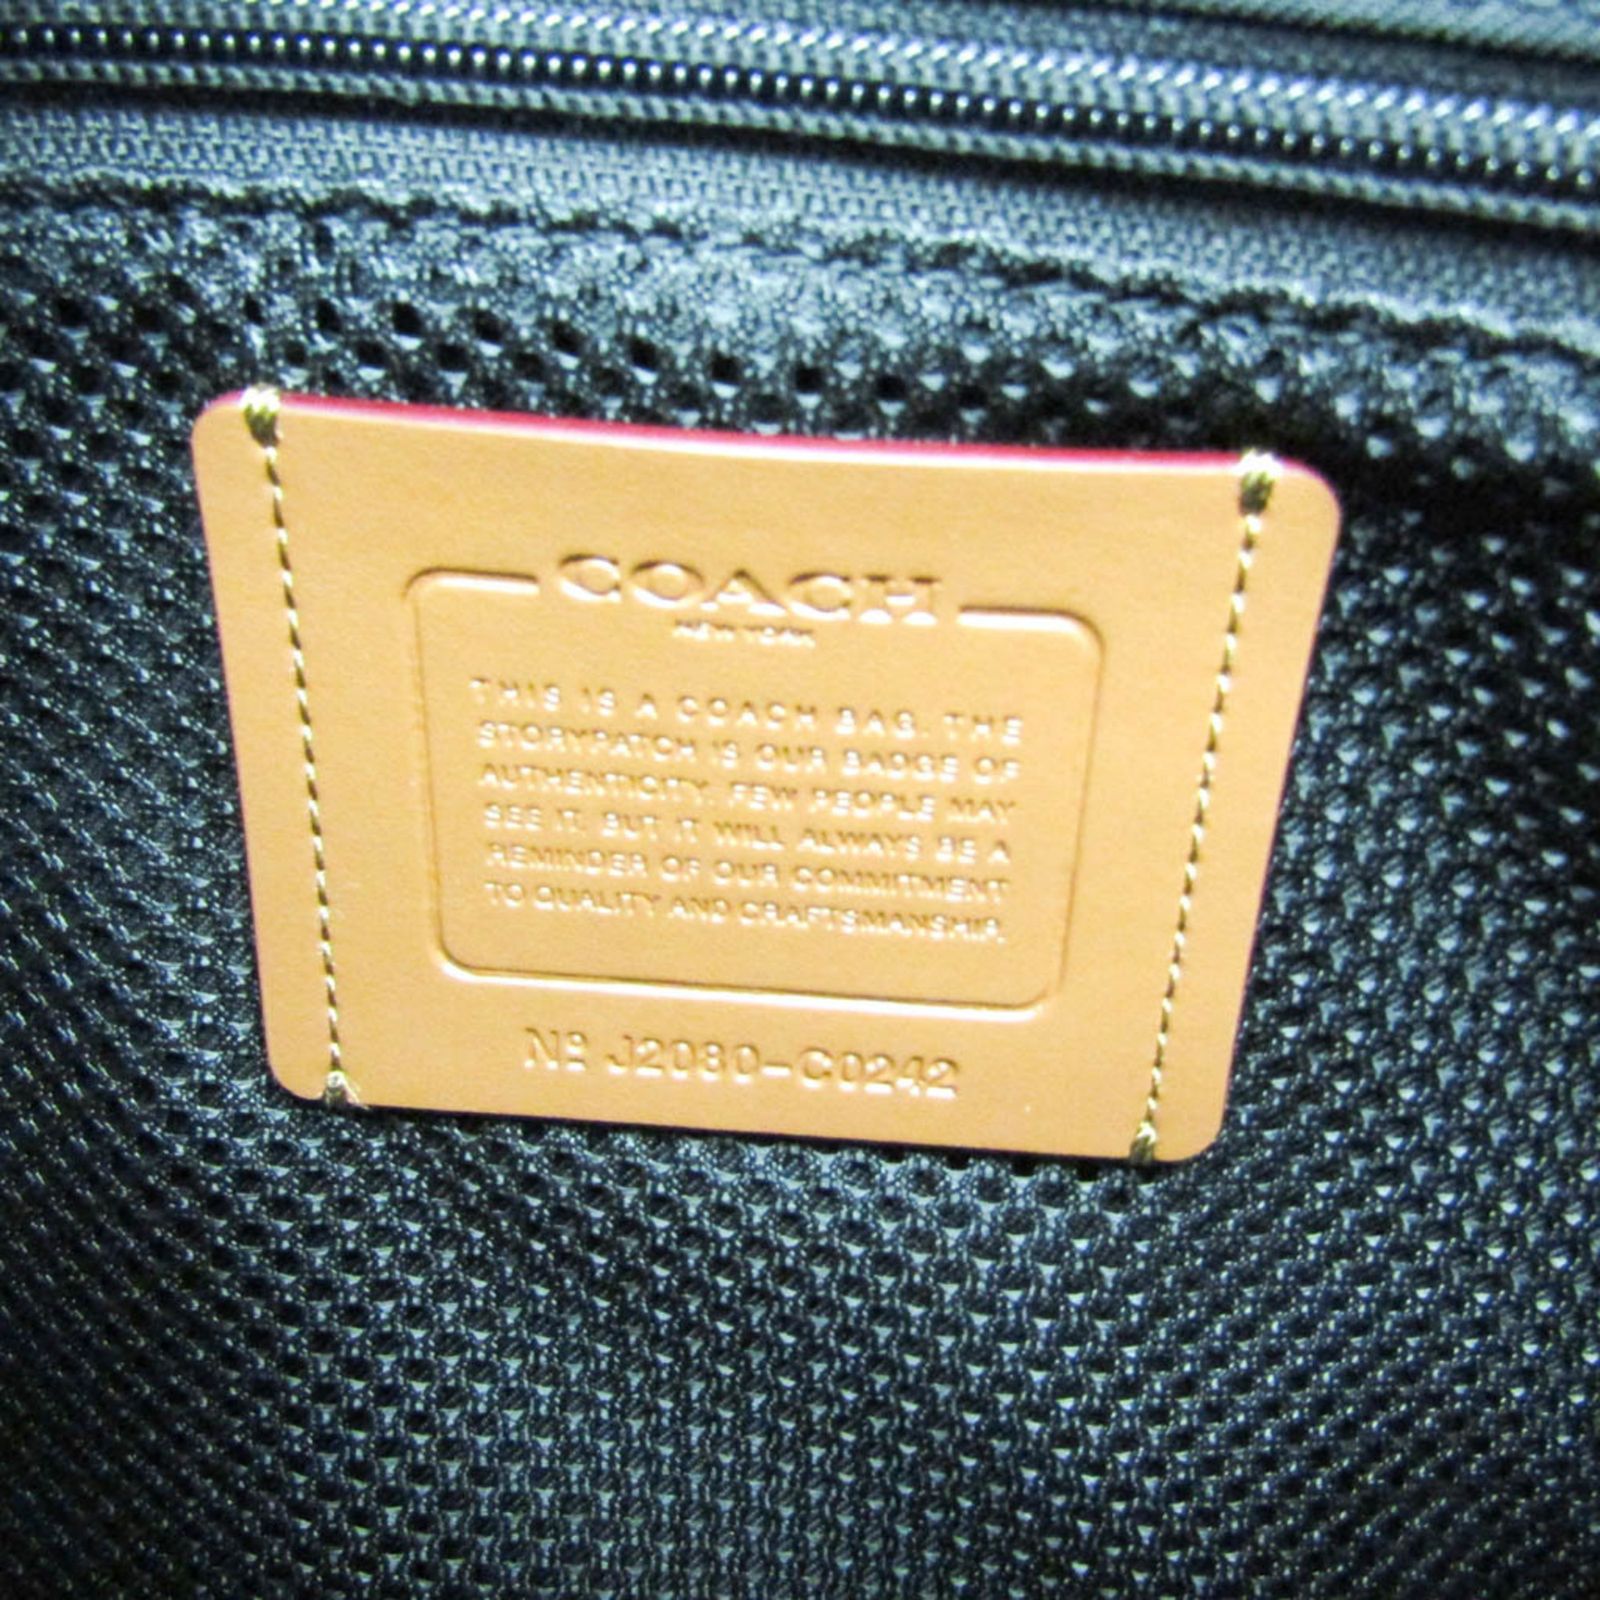 COACH
NEW YORK
THIS IS A COACH BAG. THE
STORYPATCH IS OUR BADGE OF
AUTHENTICITY. FEW PEOPLE MAY
SEE IT. BUT IT WILL ALWAYS BE A
REMINDER OF OUR COMMITMENT
TO QUALITY AND CRAFTSMANSHIP.
Nº J2080-C0242